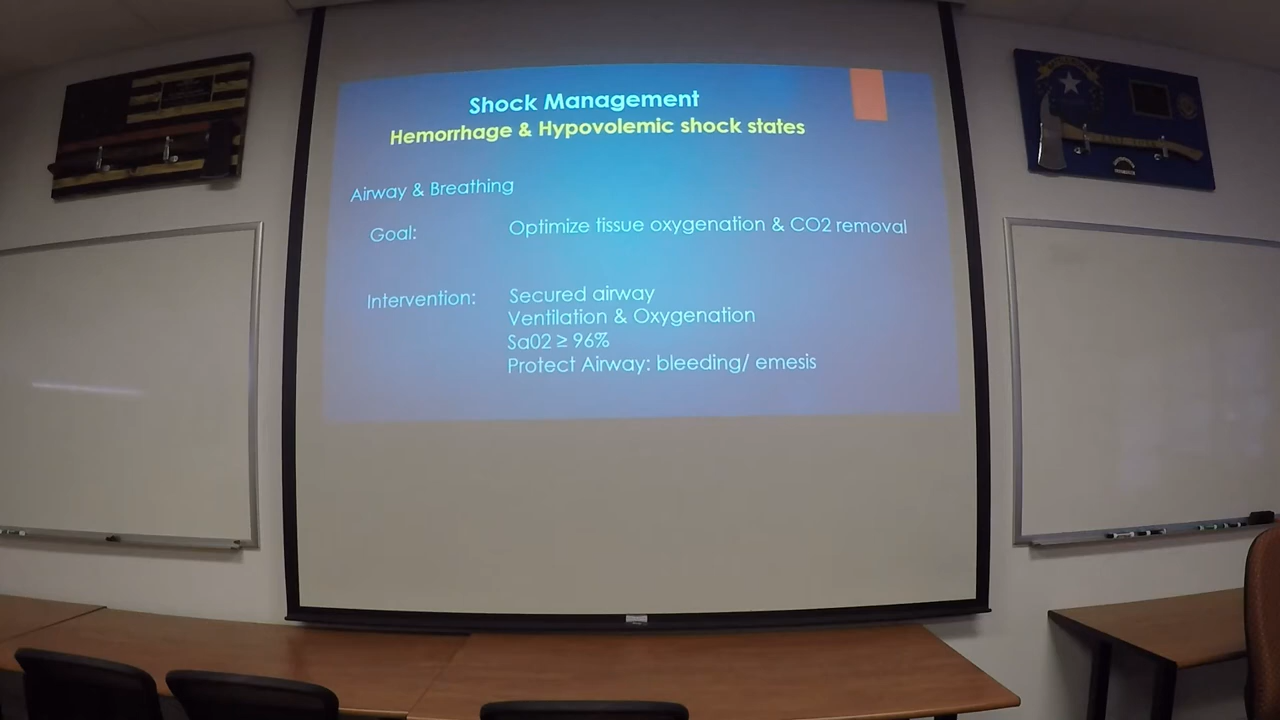 Shock Management
Hemorrhage & Hypovolemic shock states
Airway & Breathing
Goal: Optimize tissue oxygenation & CO2 removal
Intervention: Secured airway
Ventilation & Oxygenation
Sa02 ≥ 96%
Protect Airway: bleeding/ emesis